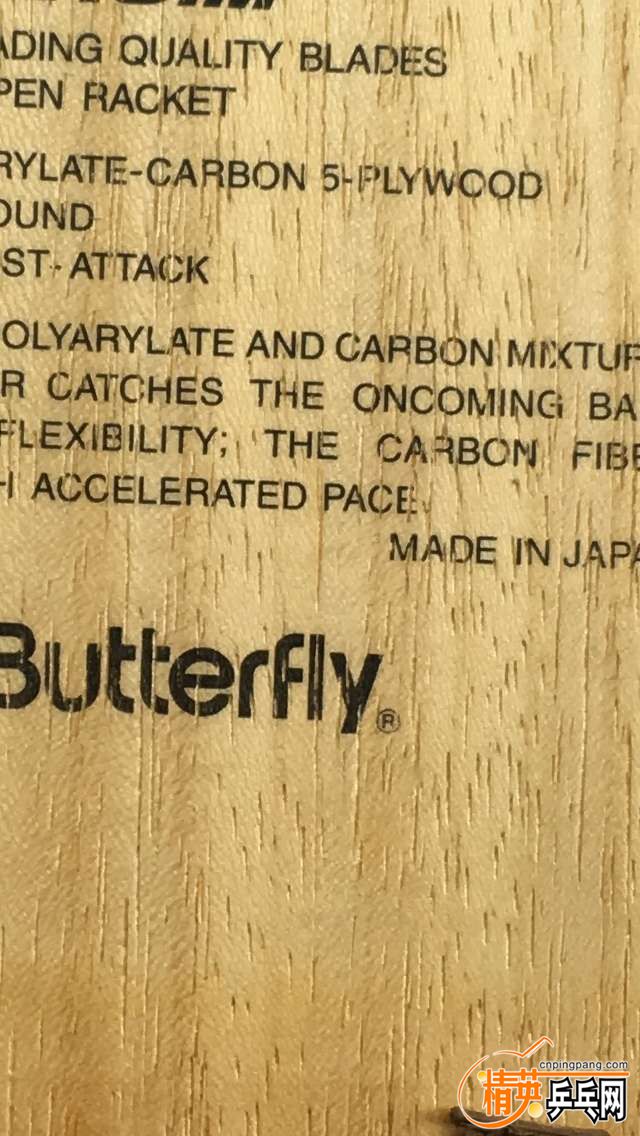 ADING QUALITY BLADES
PEN RACKET
RYLATE-CARBON 5-PLYWOOD
OUND
ST-ATTACK
OLYARYLATE AND CARBON MIXTUR
R CATCHES THE ONCOMING BA
FLEXIBILITY; THE CARBON FIBE
H ACCELERATED PACE
MADE IN JAPA
Butterfly®
cnpingpang.com
精英乒乓网